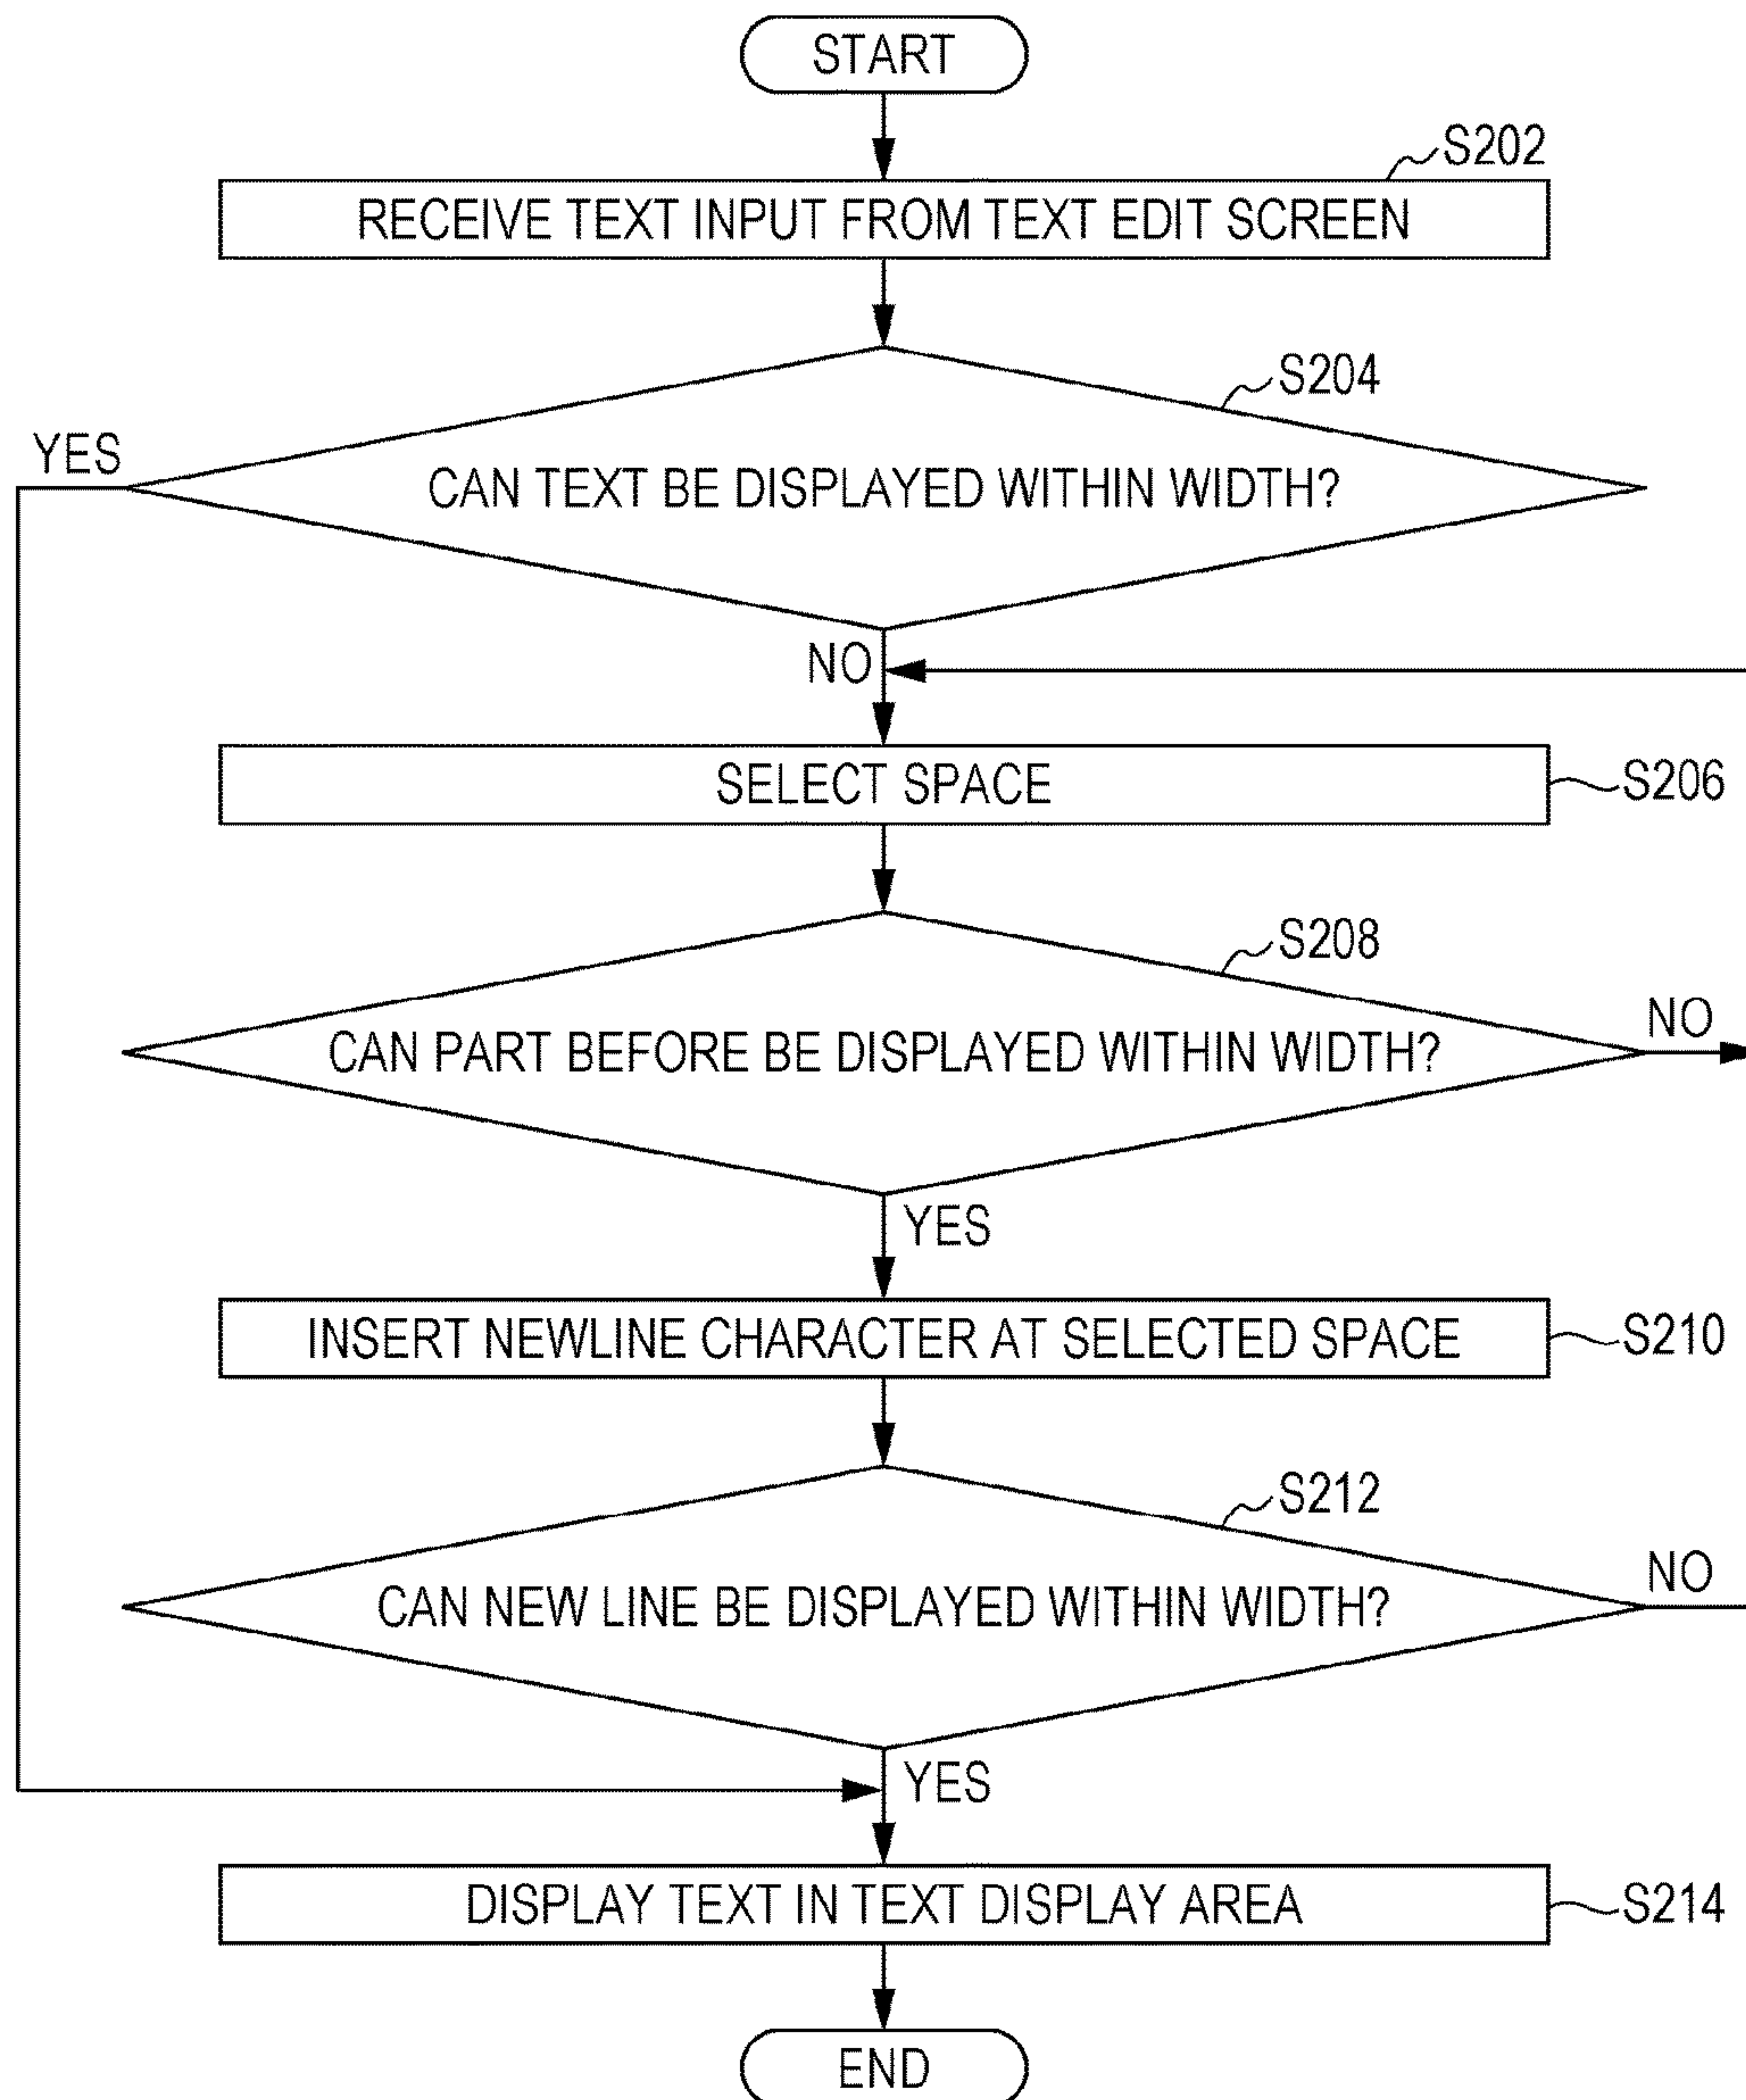 START
S202
RECEIVE TEXT INPUT FROM TEXT EDIT SCREEN
S204
YES
CAN TEXT BE DISPLAYED WITHIN WIDTH?
NO
SELECT SPACE
S206
S208
NO
CAN PART BEFORE BE DISPLAYED WITHIN WIDTH?
YES
INSERT NEWLINE CHARACTER AT SELECTED SPACE
S210
S212
NO
CAN NEW LINE BE DISPLAYED WITHIN WIDTH?
YES
DISPLAY TEXT IN TEXT DISPLAY AREA
S214
END